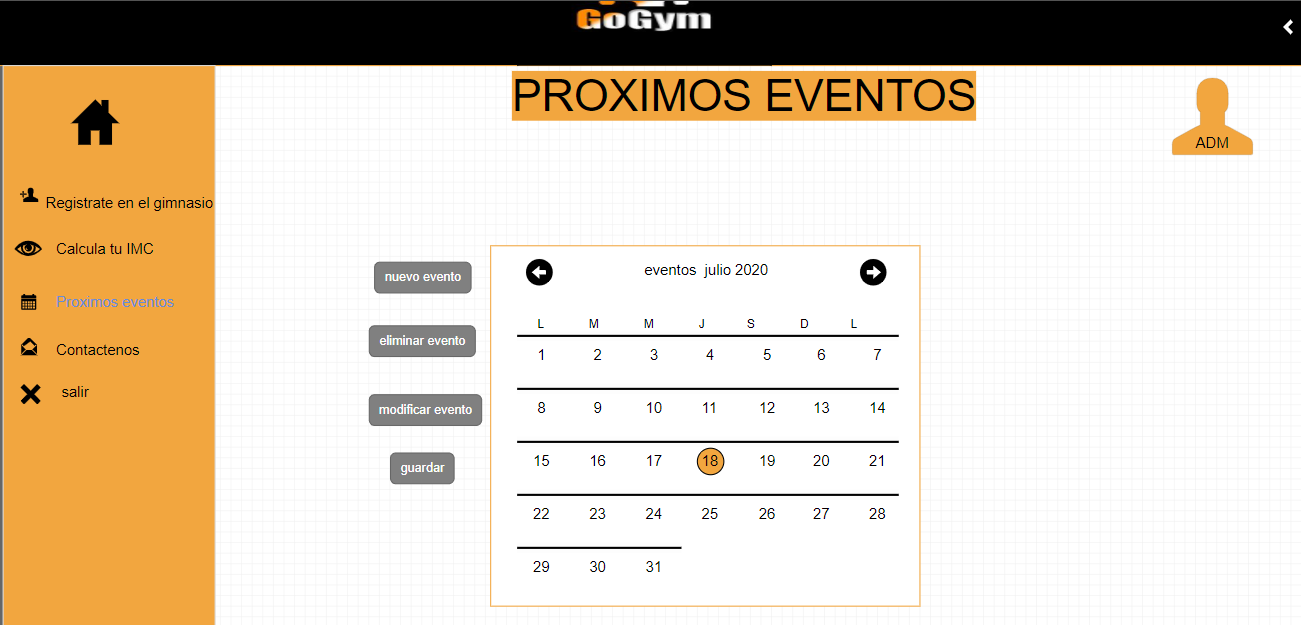 GoGym
PROXIMOS EVENTOS
ADM
Registrate en el gimnasio
Calcula tu IMC
Proximos eventos
Contactenos
salir
nuevo evento
eliminar evento
modificar evento
guardar
eventos julio 2020
L M M J S D L
1 2 3 4 5 6 7
8 9 10 11 12 13 14
15 16 17 18 19 20 21
22 23 24 25 26 27 28
29 30 31